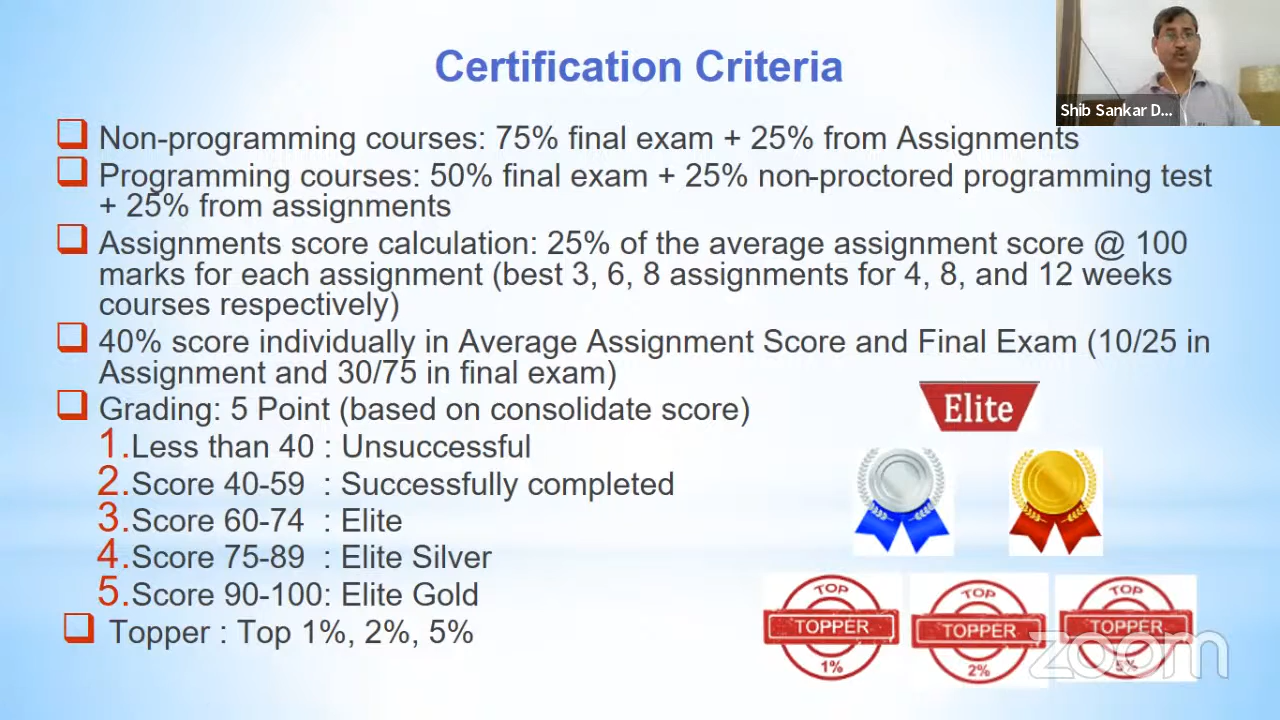 Certification Criteria
Shib Sankar D...
Non-programming courses: 75% final exam + 25% from Assignments
Programming courses: 50% final exam + 25% non-proctored programming test
+ 25% from assignments
Assignments score calculation: 25% of the average assignment score @ 100
marks for each assignment (best 3, 6, 8 assignments for 4, 8, and 12 weeks
courses respectively)
40% score individually in Average Assignment Score and Final Exam (10/25 in
Assignment and 30/75 in final exam)
Grading: 5 Point (based on consolidate score)
Elite
1.Less than 40 : Unsuccessful
2.Score 40-59 : Successfully completed
3.Score 60-74 : Elite
4.Score 75-89 : Elite Silver
5.Score 90-100: Elite Gold
Topper : Top 1%, 2%, 5%
TOP
TOPPER
1%
TOP
TOPPER
2%
TOP
TOPPER
5%
zoom